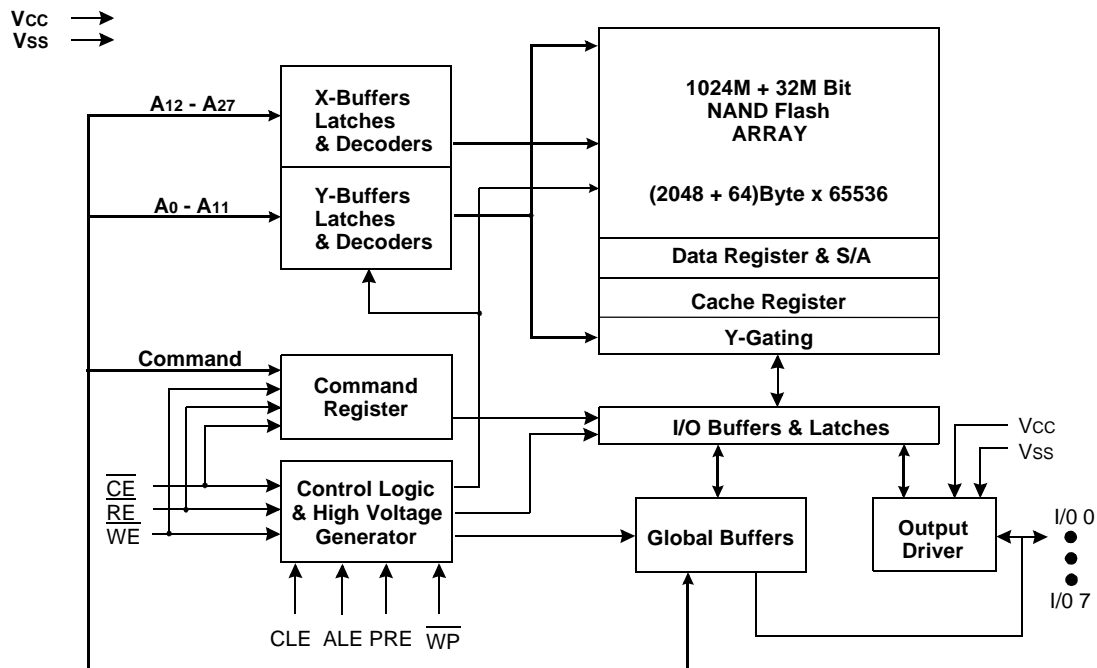 VCC
VSS
A12 - A27
X-Buffers
Latches
& Decoders
1024M + 32M Bit
NAND Flash
ARRAY
(2048 + 64)Byte x 65536
A0 - A11
Y-Buffers
Latches
& Decoders
Data Register & S/A
Cache Register
Y-Gating
Command
Command
Register
I/O Buffers & Latches
VCC
VSS
CE
RE
WE
Control Logic
& High Voltage
Generator
Global Buffers
Output
Driver
I/0 0
I/0 7
CLE ALE PRE WP